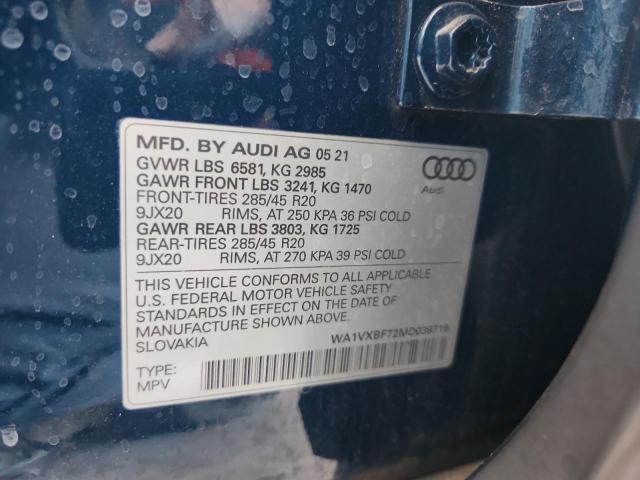 MFD. BY AUDI AG 05 21
GVWR LBS 6581, KG 2985
GAWR FRONT LBS 3241, KG 1470
FRONT-TIRES 285/45 R20
9JX20 RIMS, AT 250 KPA 36 PSI COLD
GAWR REAR LBS 3803, KG 1725
REAR-TIRES 285/45 R20
9JX20 RIMS, AT 270 KPA 39 PSI COLD
Audi
THIS VEHICLE CONFORMS TO ALL APPLICABLE
U.S. FEDERAL MOTOR VEHICLE SAFETY
STANDARDS IN EFFECT ON THE DATE OF
MANUFACTURE SHOWN ABOVE.
SLOVAKIA
WA1VXBF72MD038716
TYPE:
MPV